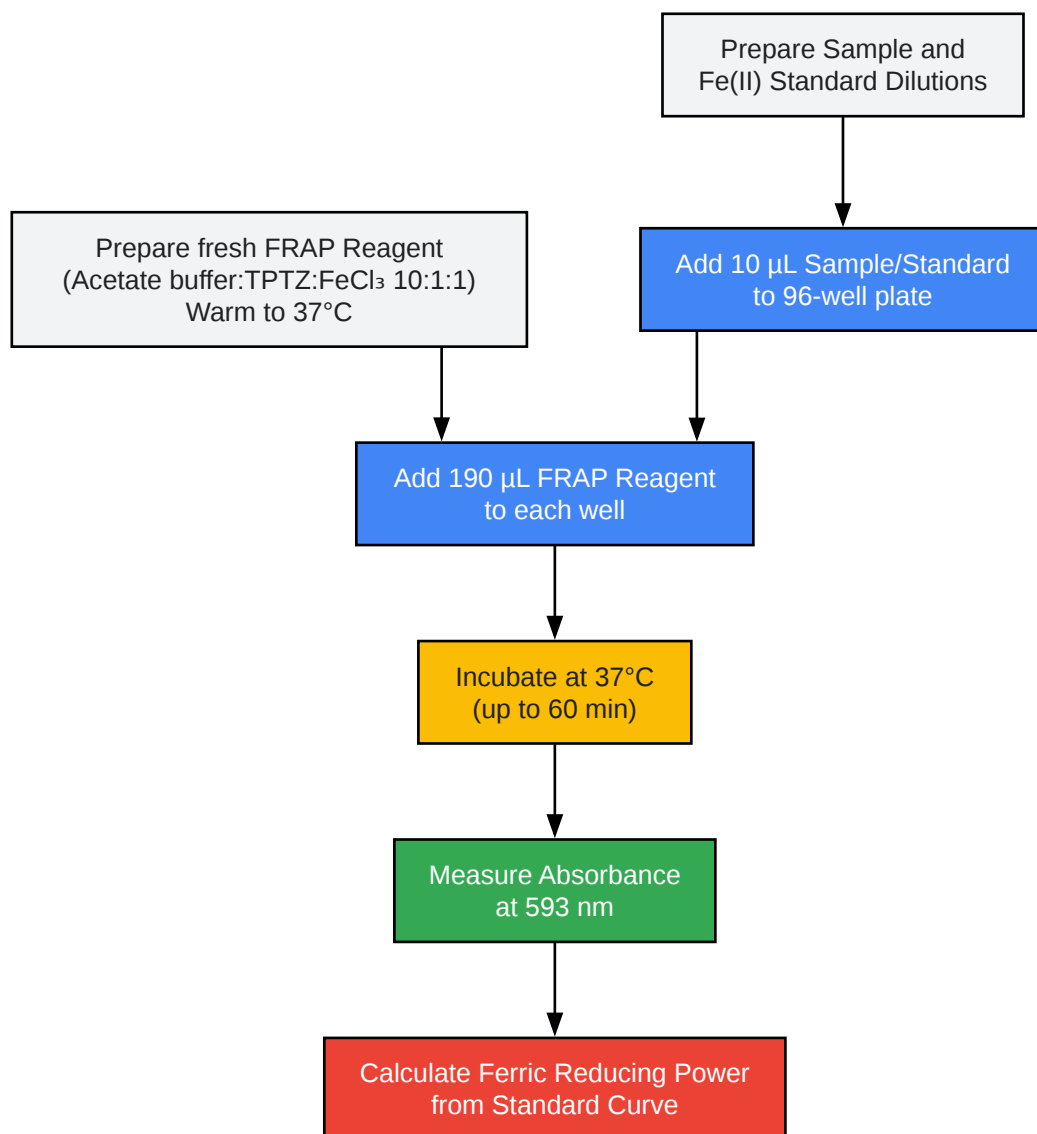 Prepare Sample and
Fe(II) Standard Dilutions
Prepare fresh FRAP Reagent
(Acetate buffer:TPTZ:FeCl₃ 10:1:1)
Warm to 37°C
Add 10 µL Sample/Standard
to 96-well plate
Add 190 µL FRAP Reagent
to each well
Incubate at 37°C
(up to 60 min)
Measure Absorbance
at 593 nm
Calculate Ferric Reducing Power
from Standard Curve